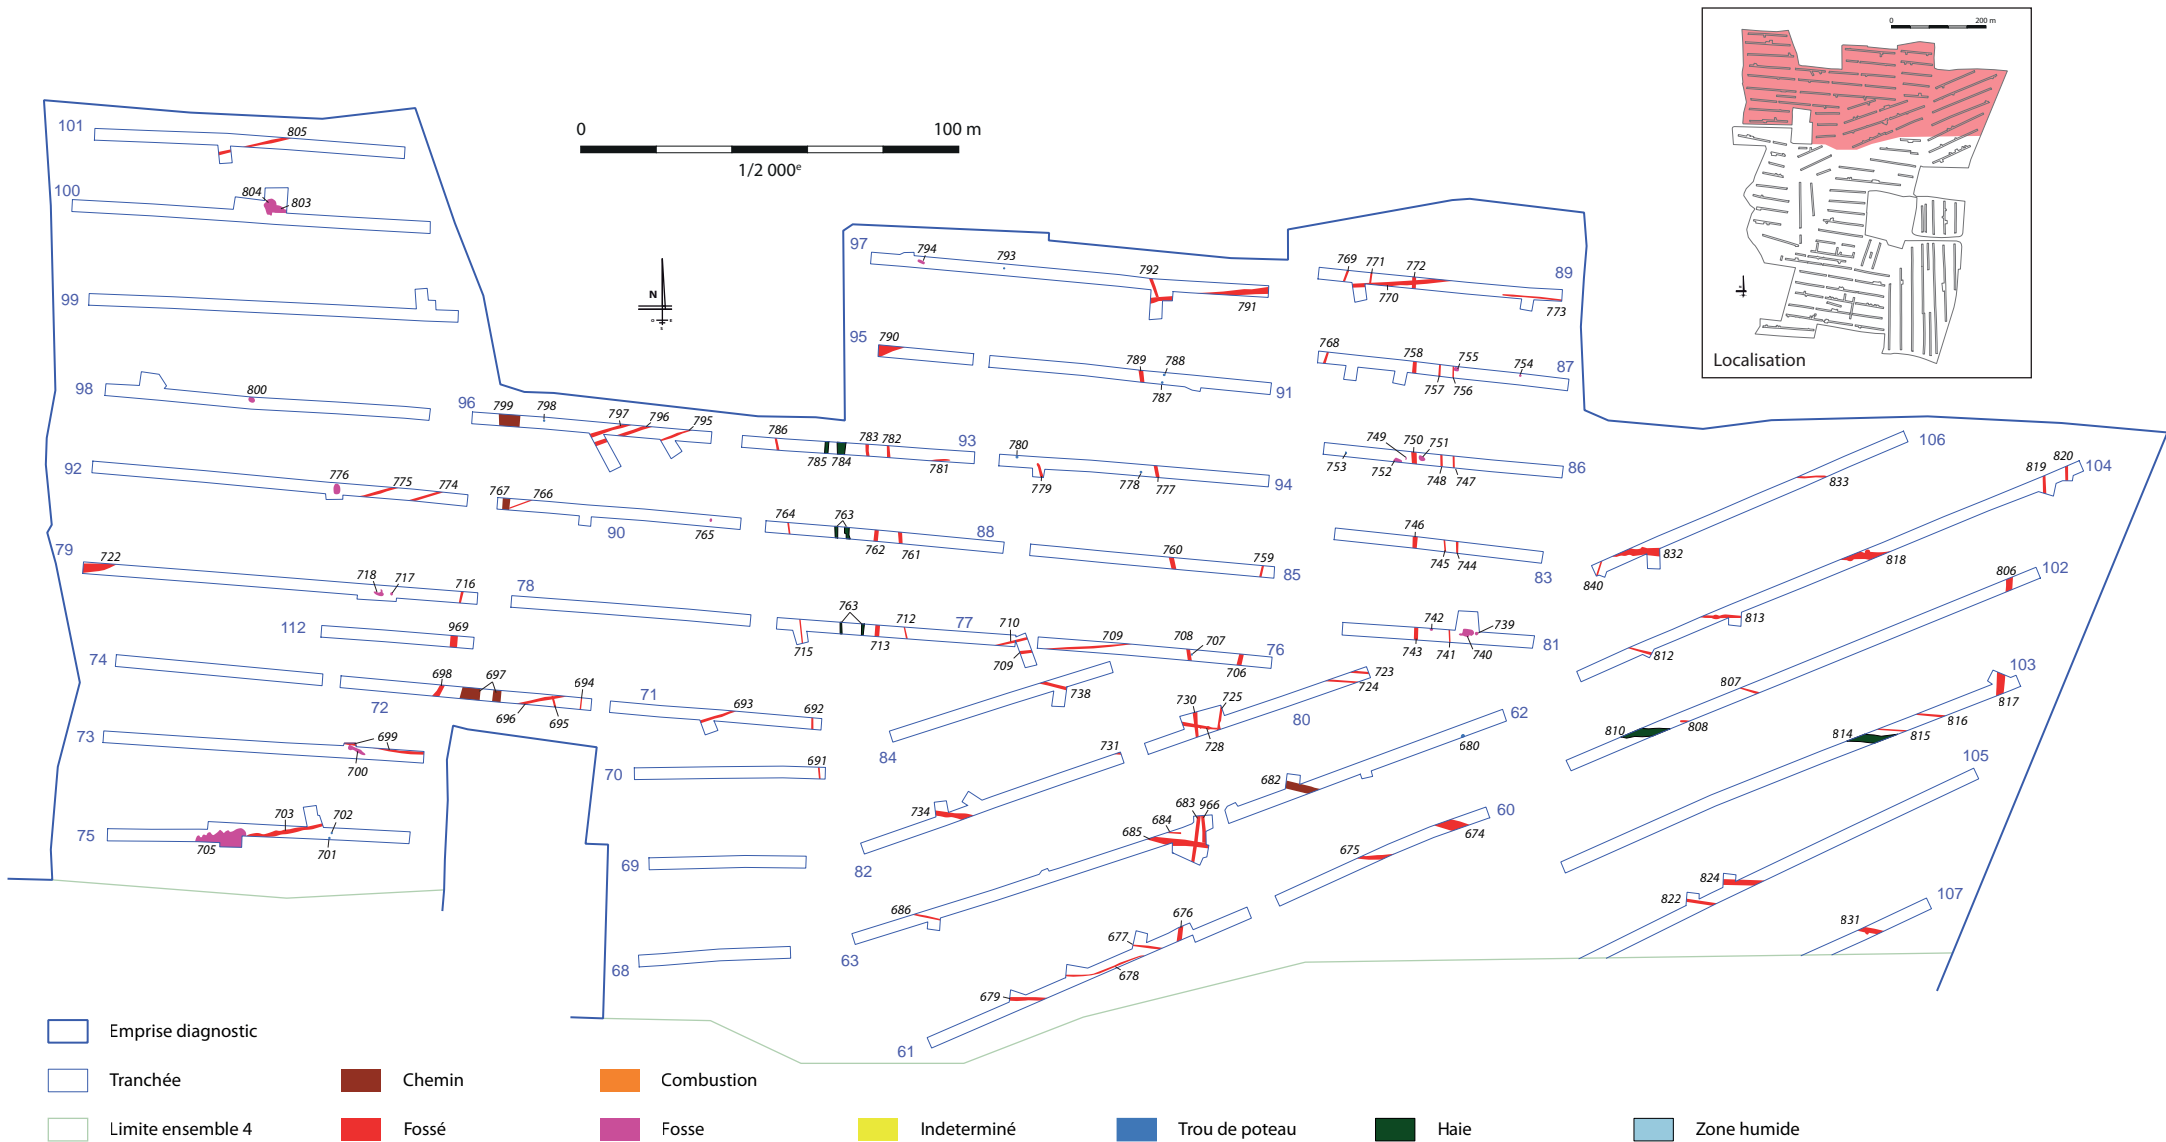 0 200 m
Localisation
0 100 m
1/2 000e
N
101 805
100 804 803
99
98 800
96 799 798 797 796 795
92 776 775 774
767 766 765 90
79 722 718 717 716
78
112 969
74
72 698 697 696 695 694
73 699 700
75 705 703 702 701
71 693 692
70 691
69
68
97 794 793 792 791
95 790
789 788 787 91
93 786 785 784 783 782 781
780 779 778 777 94
764 763 762 761 88
760 759 85
763 715 713 712 77 710 709
709 708 707 706 76
84 738
82 734 731
730 725 728 723 724 80
62 682 680
63 686 685 684 683 966
60 675 674
61 679 678 677 676
89 769 771 772 770 773
87 768 758 757 755 756 754
86 753 752 749 750 751 748 747
83 746 745 744
81 743 742 741 740 739
106 833 832 840
104 820 819 818 813 812
102 806 807 808 810
103 817 816 815 814
105 824 822
107 831
Emprise diagnostic
Tranchée Chemin Combustion
Limite ensemble 4 Fossé Fosse Indeterminé Trou de poteau Haie Zone humide